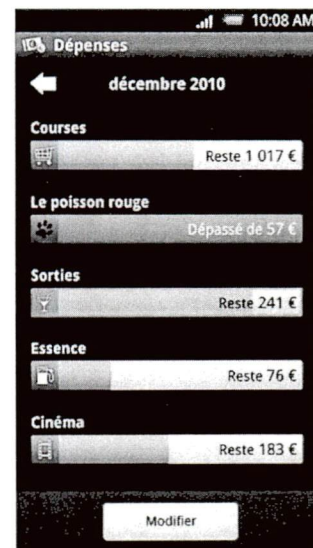 10:08 AM
Dépenses
décembre 2010
Courses
Reste 1 017 €
Le poisson rouge
Dépassé de 57 €
Sorties
Reste 241 €
Essence
Reste 76 €
Cinéma
Reste 183 €
Modifier